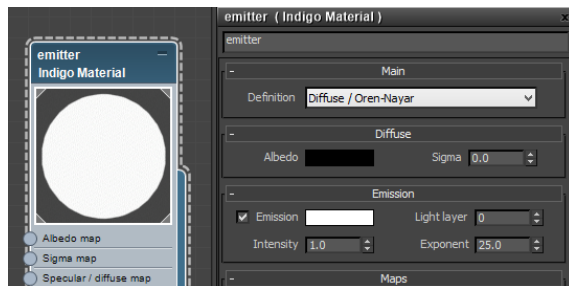 emitter
Indigo Material
Albedo map
Sigma map
Specular / diffuse map
emitter ( Indigo Material ) x
emitter
- Main
Definition Diffuse / Oren-Nayar
- Diffuse
Albedo Sigma 0.0
- Emission
Emission Light layer 0
Intensity 1.0 Exponent 25.0
- Maps